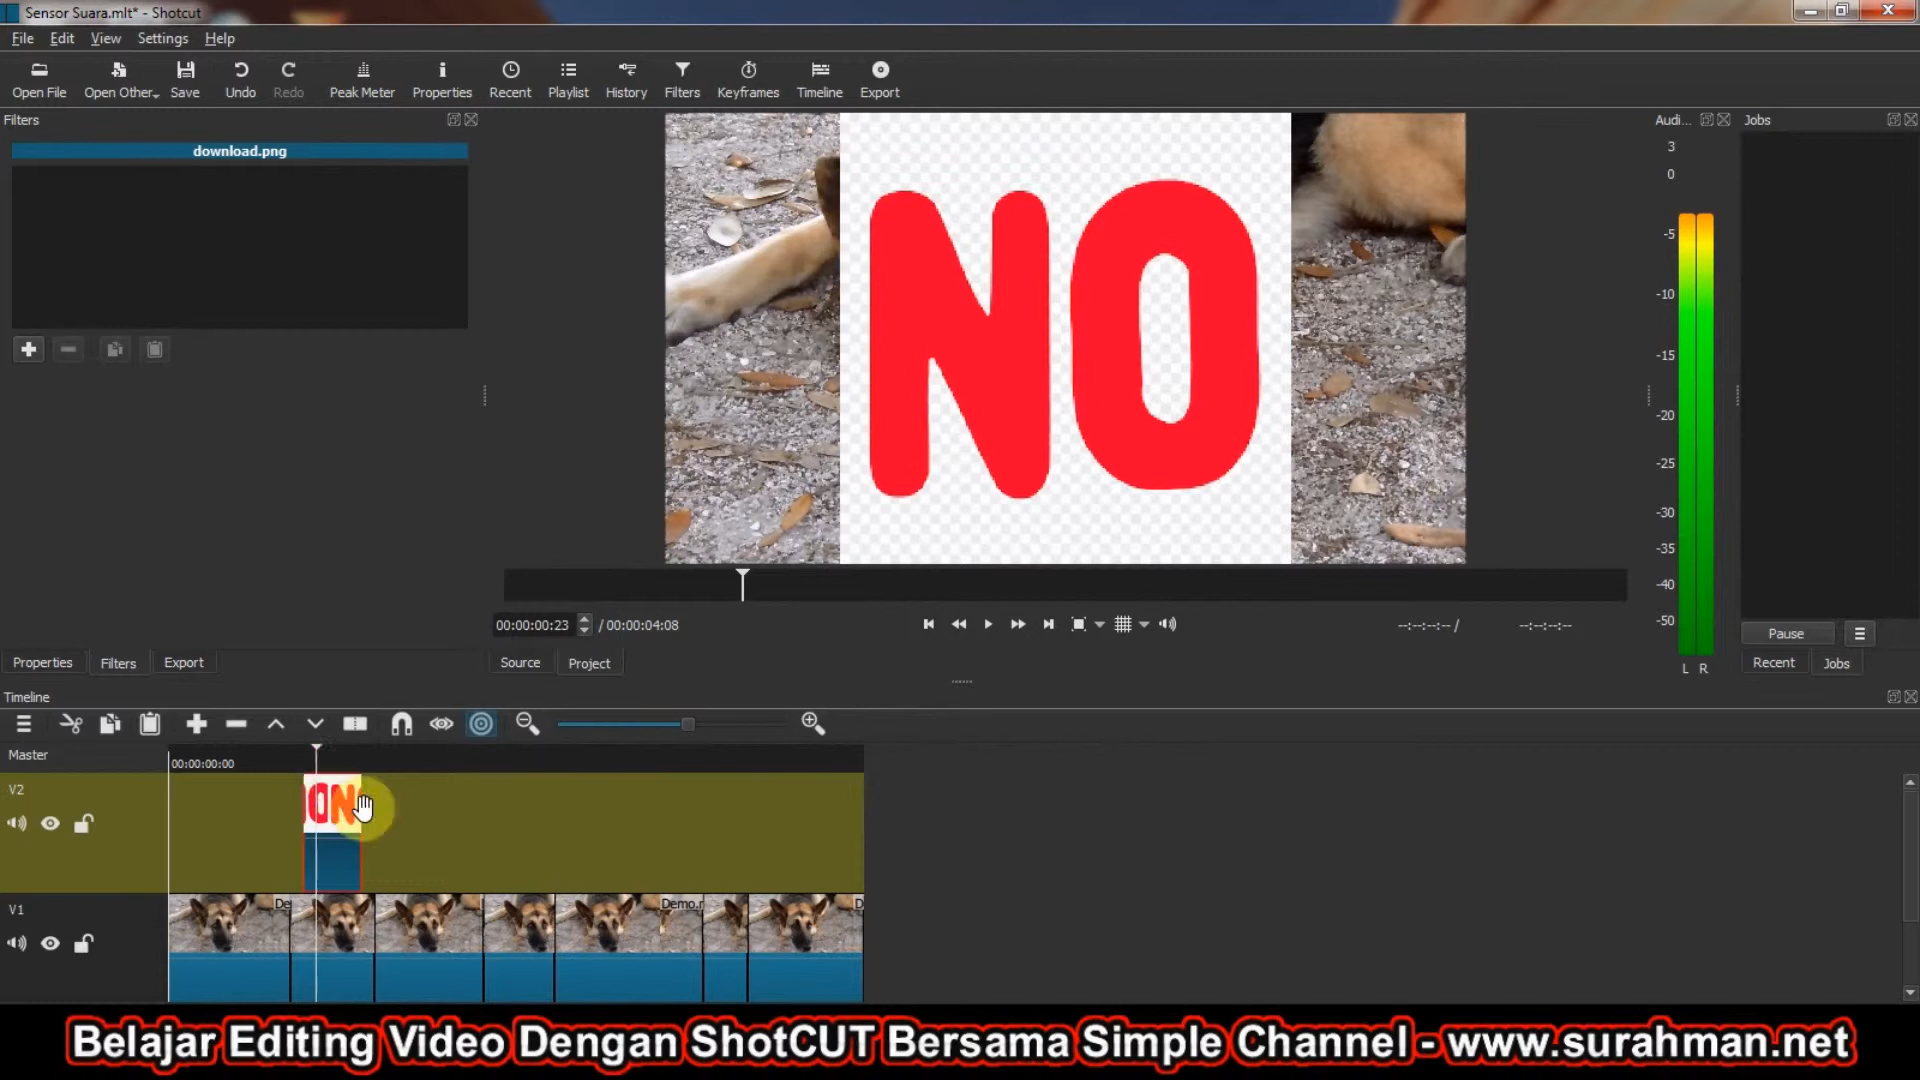 Sensor Suara.mlt* - Shotcut
File Edit View Settings Help
Open File Open Other Save Undo Redo Peak Meter Properties Recent Playlist History Filters Keyframes Timeline Export
Filters
download.png
NO
Audi... Jobs
3
0
-5
-10
-15
-20
-25
-30
-35
-40
-50
L R
00:00:00:23 / 00:00:04:08
--:--:--:-- /
--:--:--:--
Pause
Properties Filters Export
Source Project
Recent Jobs
Timeline
Master
00:00:00:00
V2
ONO
V1
De
Demo.
D
Belajar Editing Video Dengan ShotCUT Bersama Simple Channel - www.surahman.net